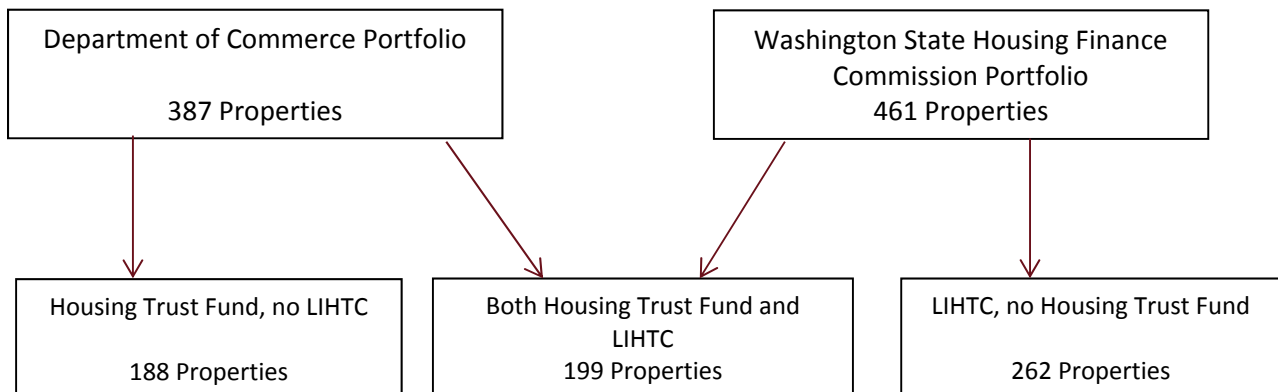 Department of Commerce Portfolio
387 Properties
Washington State Housing Finance
Commission Portfolio
461 Properties
Housing Trust Fund, no LIHTC
188 Properties
Both Housing Trust Fund and
LIHTC
199 Properties
LIHTC, no Housing Trust Fund
262 Properties